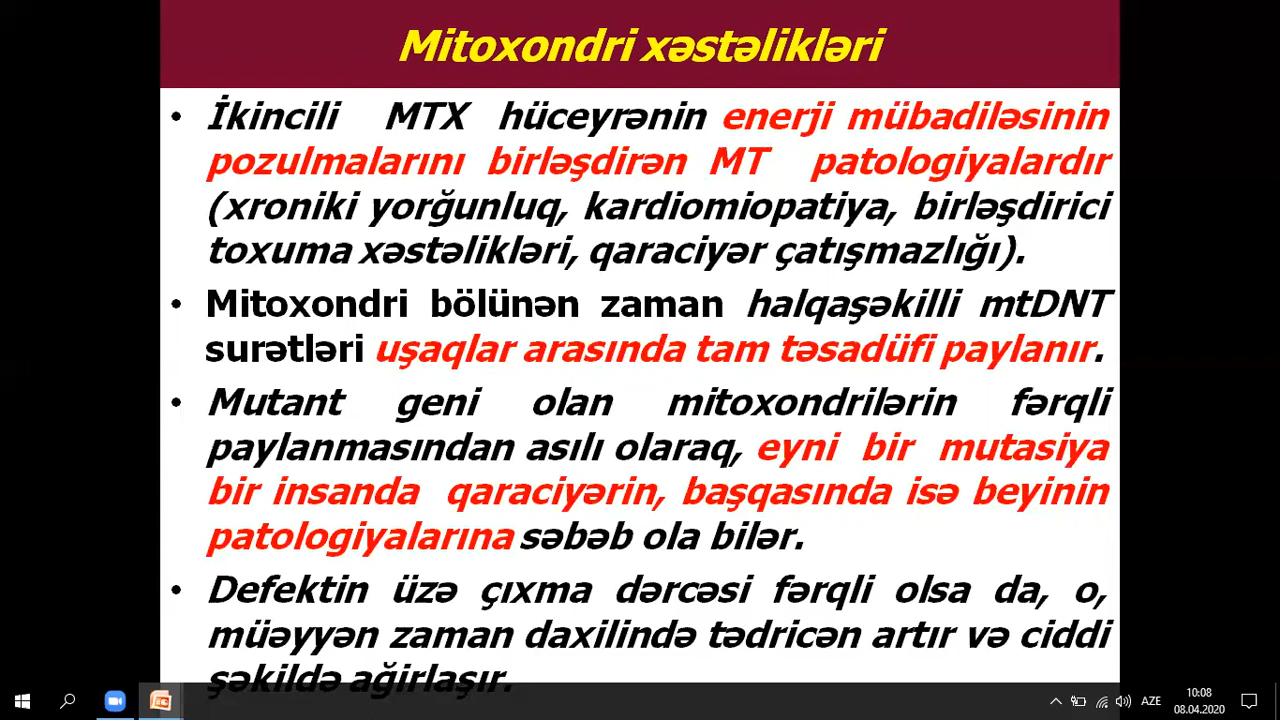 Mitoxondri xəstəlikləri
• İkincili MTX hüceyrənin enerji mübadiləsinin
pozulmalarını birləşdirən MT patologiyalardır
(xroniki yorğunluq, kardiomiopatiya, birləşdirici
toxuma xəstəlikləri, qaraciyər çatışmazlığı).
• Mitoxondri bölünən zaman halqaşəkilli mtDNT
surətləri uşaqlar arasında tam təsadüfi paylanır.
• Mutant geni olan mitoxondrilərin fərqli
paylanmasından asılı olaraq, eyni bir mutasiya
bir insanda qaraciyərin, başqasında isə beyinin
patologiyalarına səbəb ola bilər.
• Defektin üzə çıxma dərcəsi fərqli olsa da, o,
müəyyən zaman daxilində tədricən artır və ciddi
şəkildə ağirlaşır.
AZE
10:08
08.04.2020